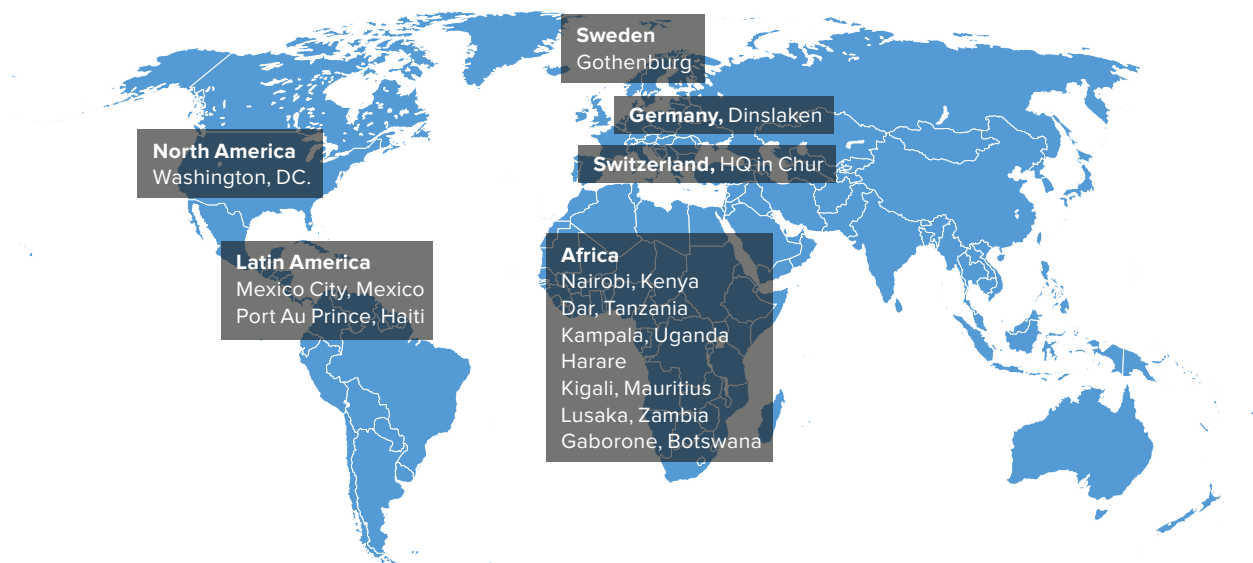 Sweden
Gothenburg
Germany, Dinslaken
North America
Washington, DC.
Switzerland, HQ in Chur
Latin America
Mexico City, Mexico
Port Au Prince, Haiti
Africa
Nairobi, Kenya
Dar, Tanzania
Kampala, Uganda
Harare
Kigali, Mauritius
Lusaka, Zambia
Gaborone, Botswana